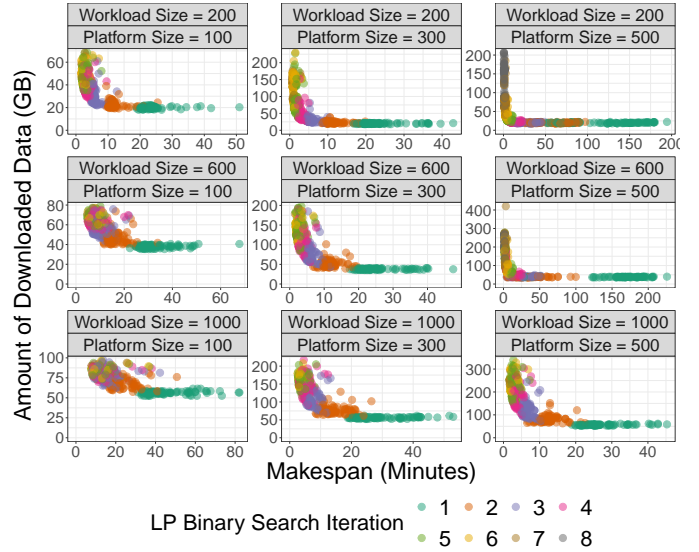 Workload Size = 200
Workload Size = 200
Workload Size = 200
Platform Size = 100
Platform Size = 300
Platform Size = 500
60
40
20
0
200
150
100
50
0
200
175
150
125
100
75
50
25
0
0 10 20 30 40 50
0 10 20 30 40
0 50 100 150 200
Workload Size = 600
Workload Size = 600
Workload Size = 600
Platform Size = 100
Platform Size = 300
Platform Size = 500
80
60
40
20
0
200
150
100
50
0
400
300
200
100
0
0 20 40 60
0 10 20 30 40
0 50 100 150 200
Workload Size = 1000
Workload Size = 1000
Workload Size = 1000
Platform Size = 100
Platform Size = 300
Platform Size = 500
100
75
50
25
0
200
150
100
50
0
300
200
100
0
0 20 40 60 80
0 10 20 30 40 50
0 10 20 30 40
Amount of Downloaded Data (GB)
Makespan (Minutes)
LP Binary Search Iteration
1 2 3 4
5 6 7 8